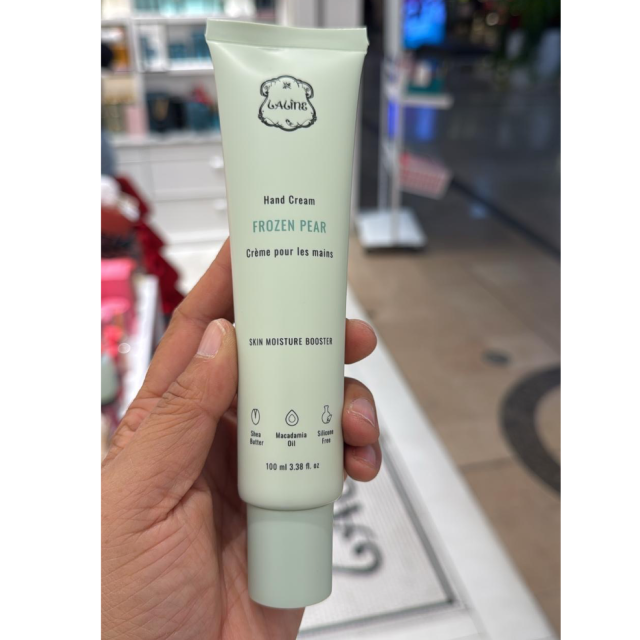 LALINE
Hand Cream
FROZEN PEAR
Crème pour les mains
SKIN MOISTURE BOOSTER
Shea Butter
Macadamia Oil
Silicone Free
100 ml 3.38 fl. oz